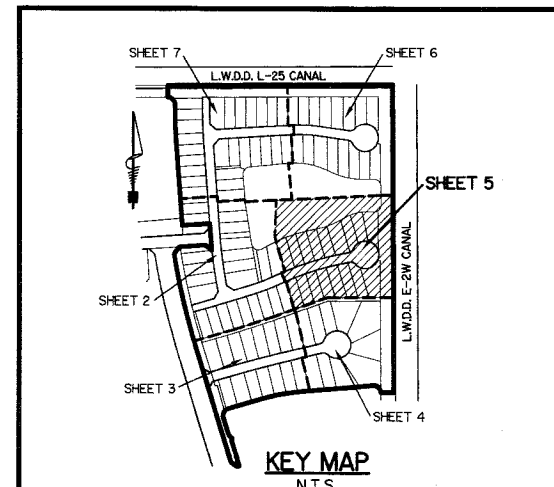 SHEET 7
SHEET 6
L.W.D.D. L-25 CANAL
SHEET 5
L.W.D.D. E-2W CANAL
SHEET 2
SHEET 3
SHEET 4
KEY MAP
N.T.S.